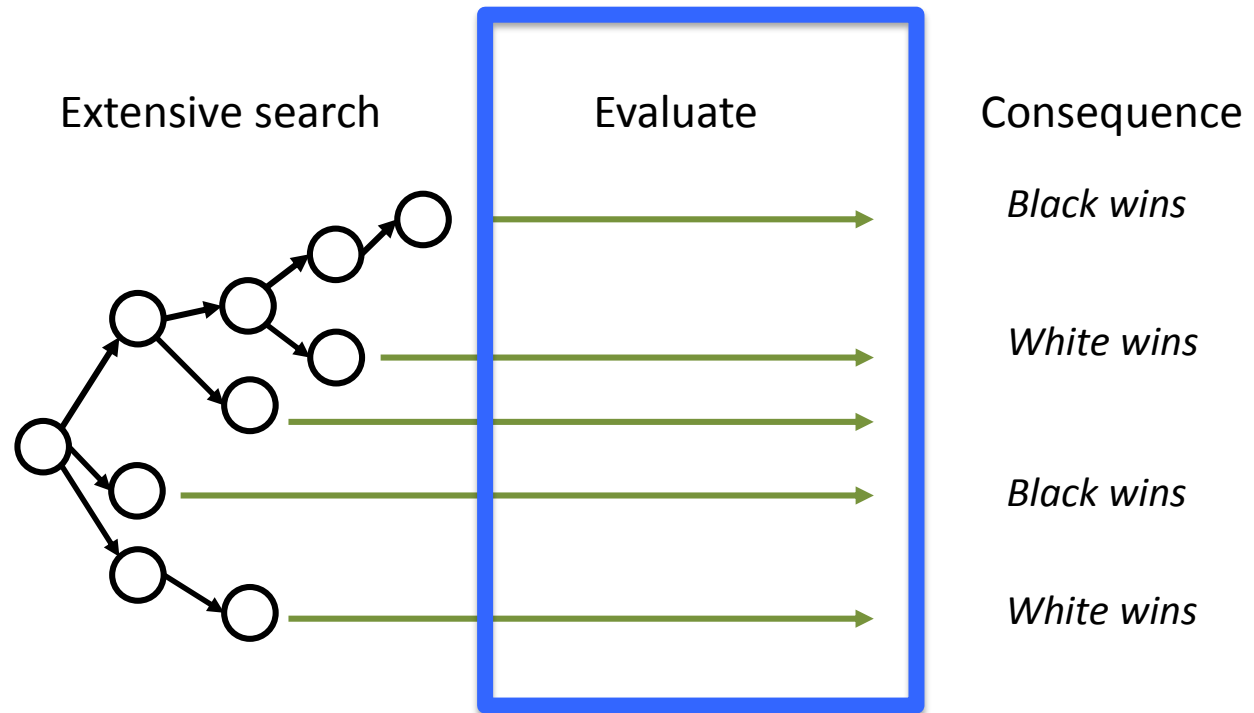 Extensive search
Evaluate
Consequence
Black wins
White wins
Black wins
White wins